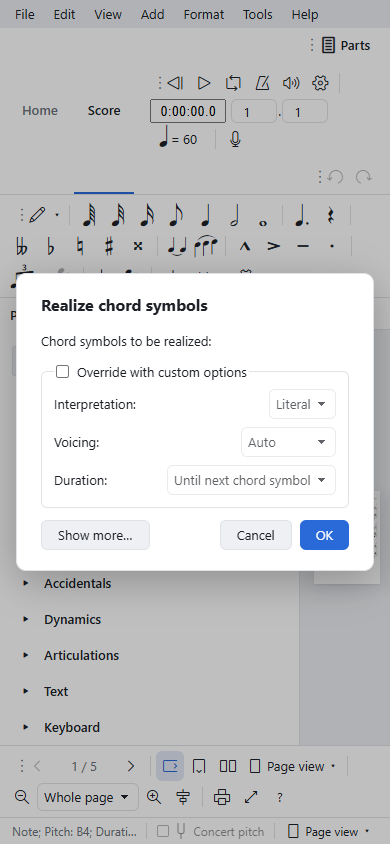 File Edit View Add Format Tools Help
Parts
Home Score 0:00:00.0 1 . 1
= 60
3
Realize chord symbols
Chord symbols to be realized:
Override with custom options
Interpretation: Literal
Voicing: Auto
Duration: Until next chord symbol
Show more... Cancel OK
Accidentals
Dynamics
Articulations
Text
Keyboard
1 / 5 Page view
Whole page ?
Note; Pitch: B4; Durati... Concert pitch Page view